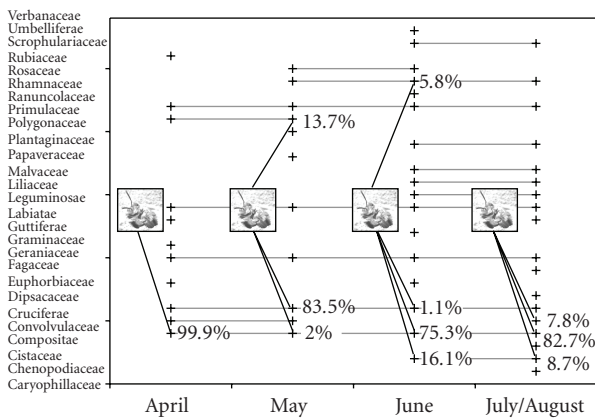 Verbanaceae
Umbelliferae
Scrophulariaceae
Rubiaceae
Rosaceae
Rhamnaceae
Ranuncolaceae
Primulaceae
Polygonaceae
Plantaginaceae
Papaveraceae
Malvaceae
Liliaceae
Leguminosae
Labiatae
Guttiferae
Graminaceae
Geraniaceae
Fagaceae
Euphorbiaceae
Dipsacaceae
Cruciferae
Convolvulaceae
Compositae
Cistaceae
Chenopodiaceae
Caryophillaceae
5.8%
13.7%
83.5%
1.1%
7.8%
99.9%
2%
75.3%
82.7%
16.1%
8.7%
April
May
June
July/August